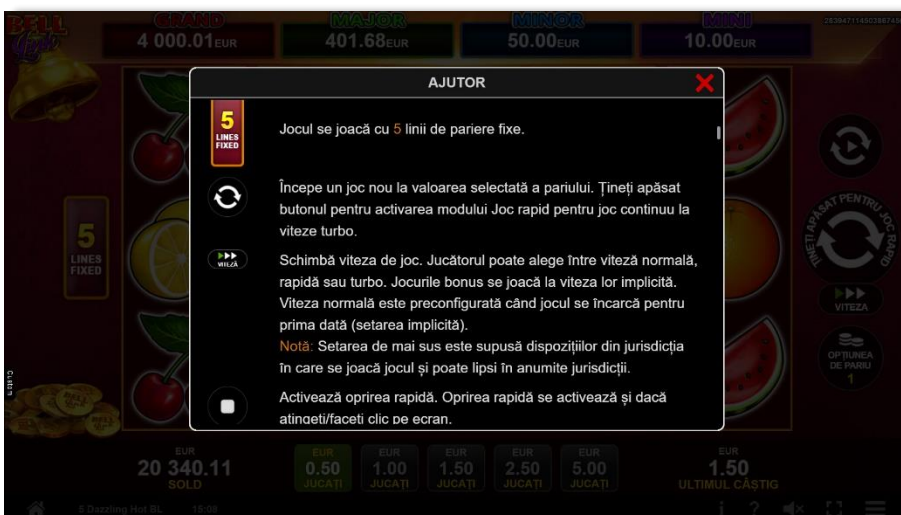 BELL
Link
GRAND
4 000.01EUR
MAJOR
401.68EUR
MINOR
50.00EUR
MINI
10.00EUR
AJUTOR
5
LINES
FIXED
Jocul se joacă cu 5 linii de pariere fixe.
Începe un joc nou la valoarea selectată a pariului. Țineți apăsat
butonul pentru activarea modului Joc rapid pentru joc continuu la
viteze turbo.
VITEZĂ
Schimbă viteza de joc. Jucătorul poate alege între viteză normală,
rapidă sau turbo. Jocurile bonus se joacă la viteza lor implicită.
Viteza normală este preconfigurată când jocul se încarcă pentru
prima dată (setarea implicită).
Notă: Setarea de mai sus este supusă dispozițiilor din jurisdicția
în care se joacă jocul și poate lipsi în anumite jurisdicții.
Activează oprirea rapidă. Oprirea rapidă se activează și dacă
atingeți/faceți clic pe ecran.
5
LINES
FIXED
ȚINEȚI APĂSAT PENTRU JOC RAPID
VITEZA
OPȚIUNEA
DE PARIU
1
Custom
EUR
20 340.11
SOLD
EUR
0.50
JUCAȚI
EUR
1.00
JUCAȚI
EUR
1.50
JUCAȚI
EUR
2.50
JUCAȚI
EUR
5.00
JUCAȚI
EUR
1.50
ULTIMUL CÂȘTIG
5 Dazzling Hot BL